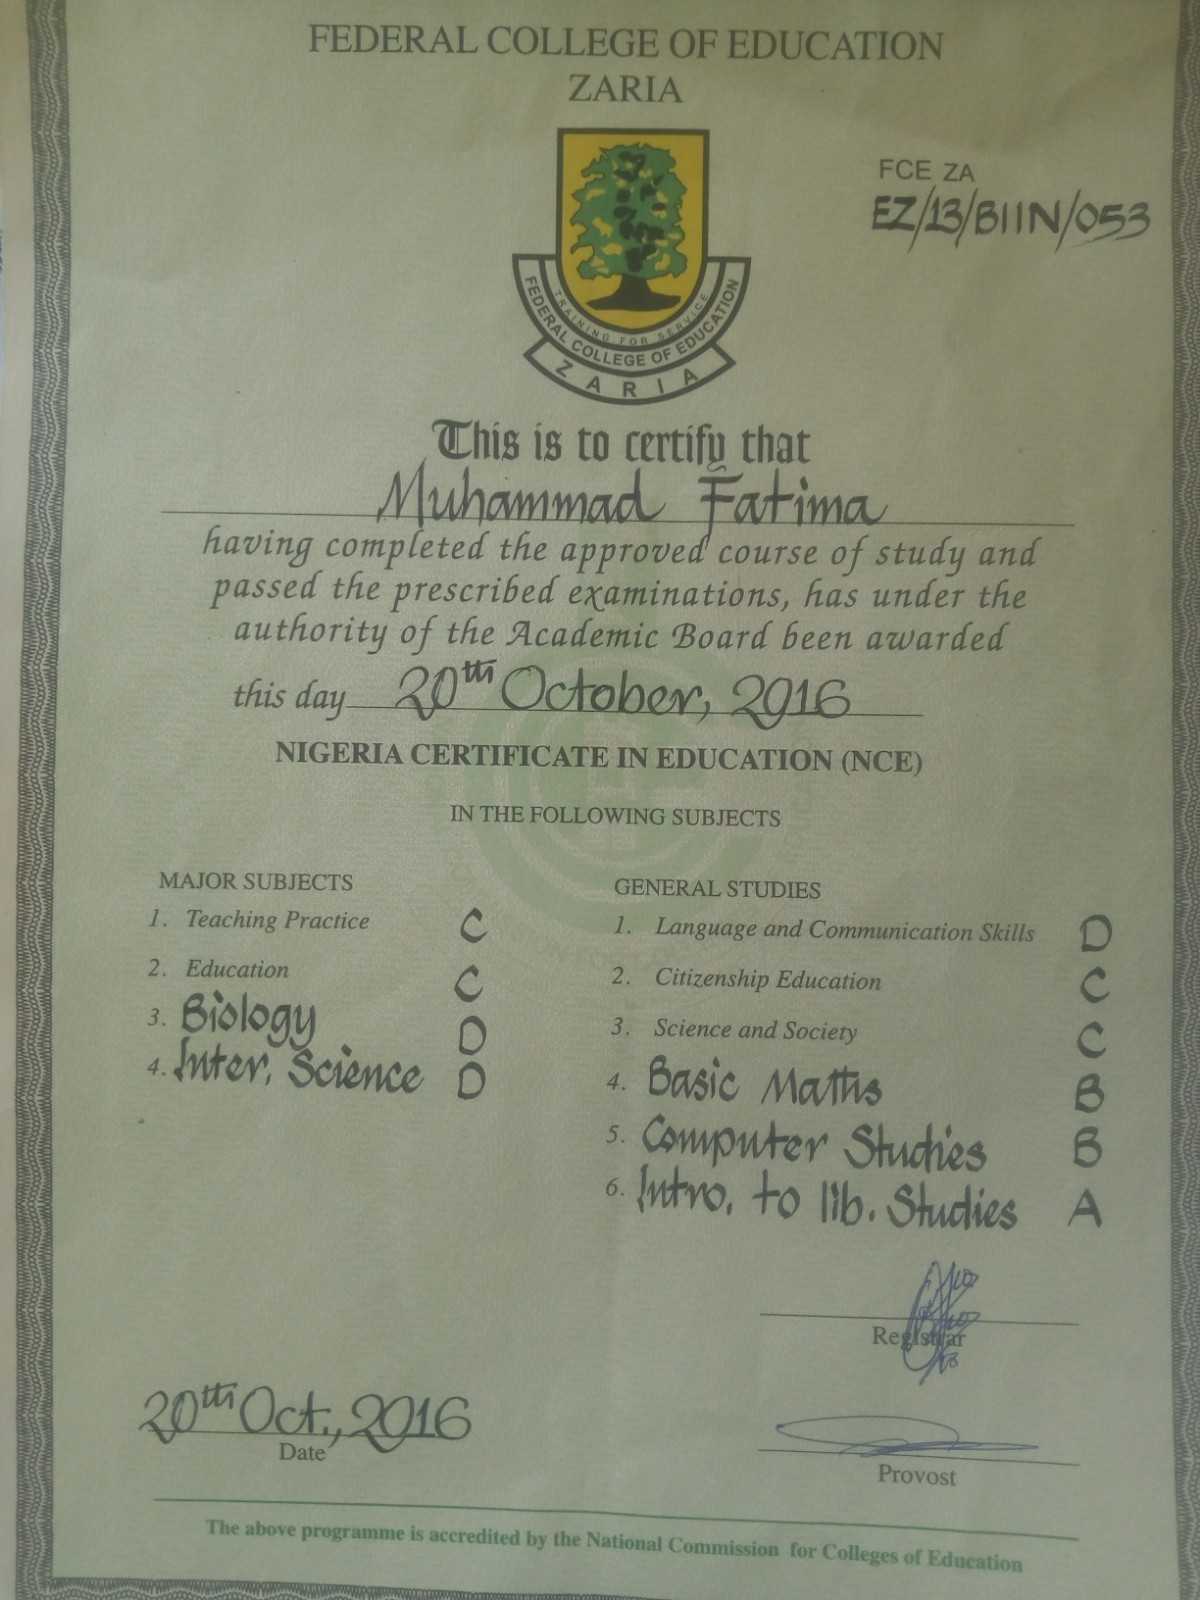 FEDERAL COLLEGE OF EDUCATION
ZARIA
FCE ZA
EZ/13/BIIN/053
TRAINING FOR SERVICE
FEDERAL COLLEGE OF EDUCATION
ZARIA
This is to certify that
Muhammad Fatima
having completed the approved course of study and
passed the prescribed examinations, has under the
authority of the Academic Board been awarded
this day 20th October, 2016
NIGERIA CERTIFICATE IN EDUCATION (NCE)
IN THE FOLLOWING SUBJECTS
MAJOR SUBJECTS
1. Teaching Practice C
2. Education C
3. Biology D
4. Inter. Science D
GENERAL STUDIES
1. Language and Communication Skills D
2. Citizenship Education C
3. Science and Society C
4. Basic Maths B
5. Computer Studies B
6. Intro. to lib. Studies A
Registrar
20th Oct., 2016
Date
Provost
The above programme is accredited by the National Commission for Colleges of Education